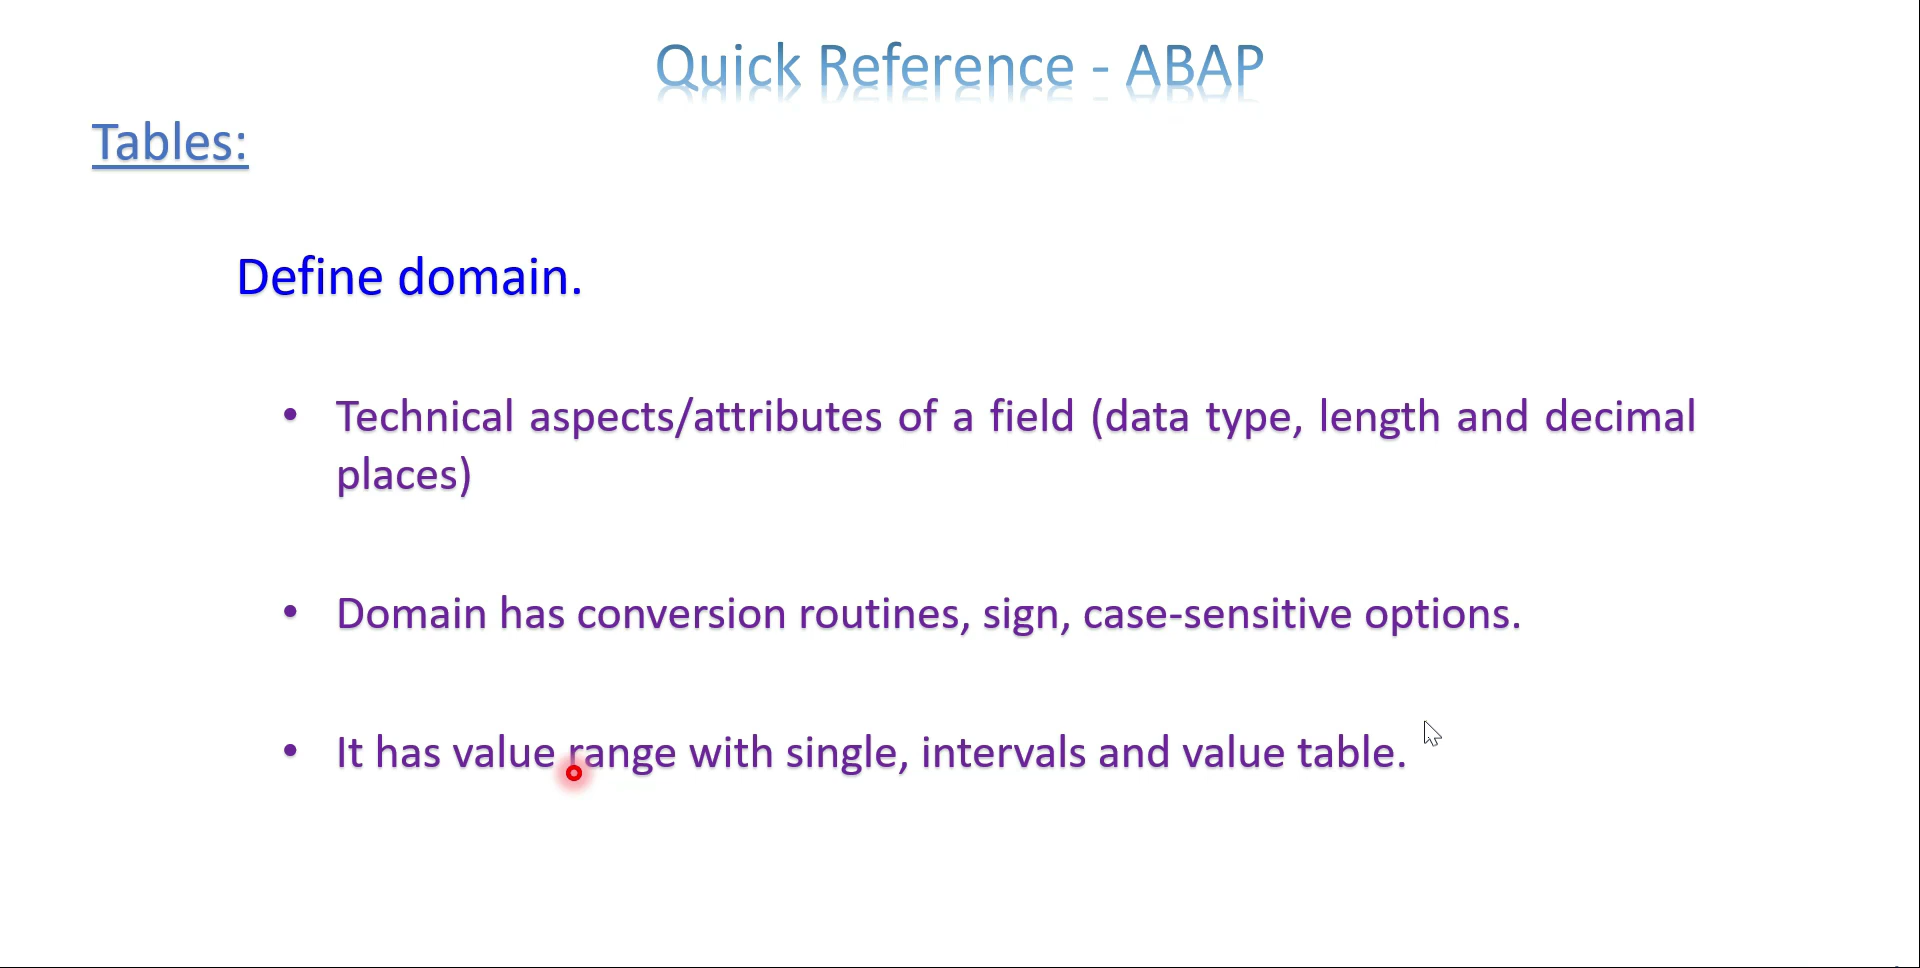 Quick Reference - ABAP
Tables:
Define domain.
• Technical aspects/attributes of a field (data type, length and decimal
places)
• Domain has conversion routines, sign, case-sensitive options.
• It has value range with single, intervals and value table.